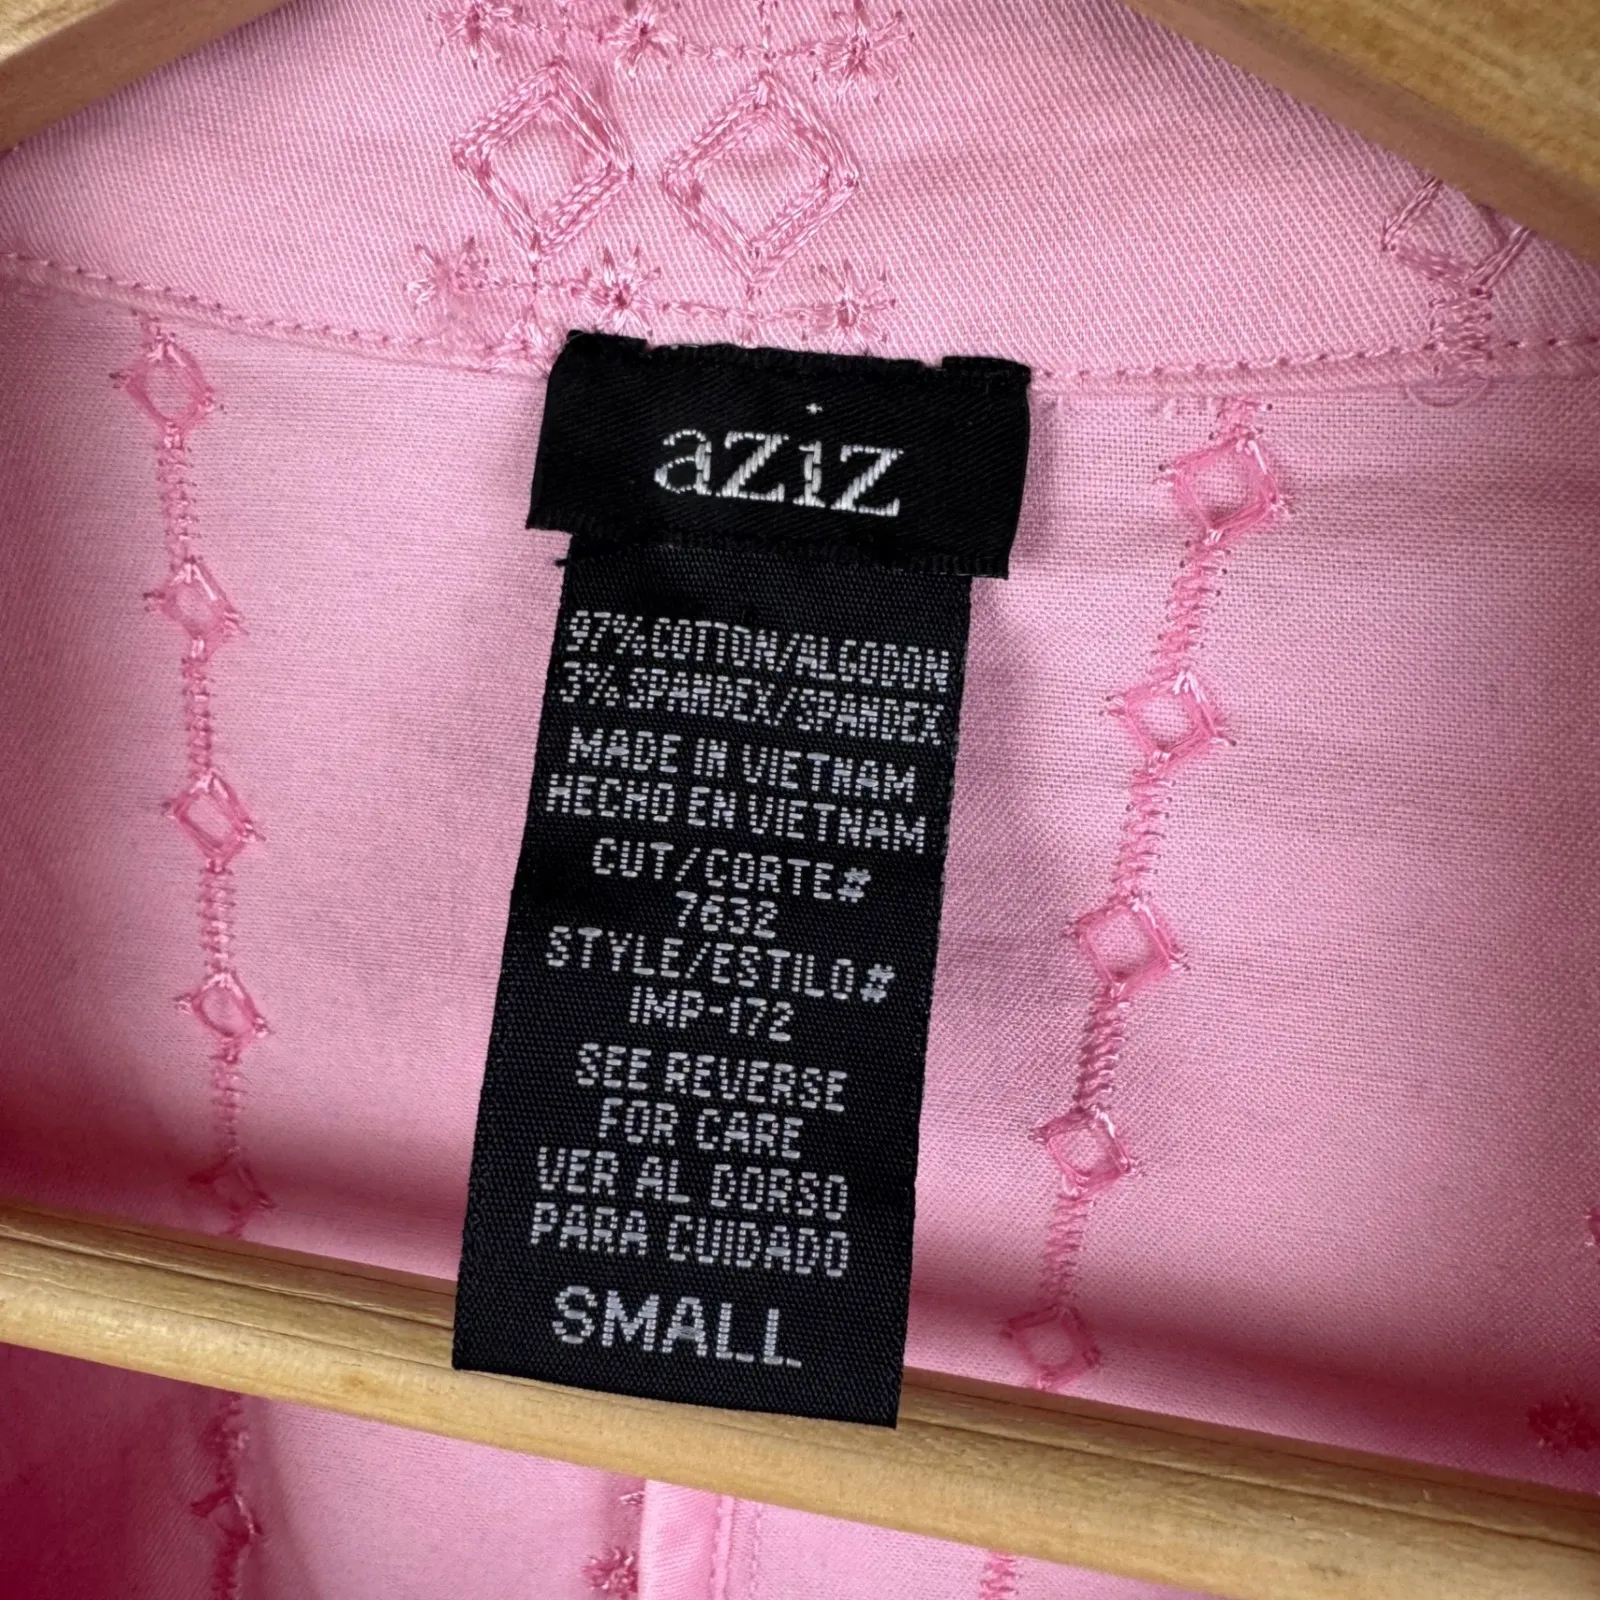 aziz
97% COTTON/ALGODON
3% SPANDEX/SPANDEX
MADE IN VIETNAM
HECHO EN VIETNAM
CUT/CORTE#
7632
STYLE/ESTILO#
IMP-172
SEE REVERSE
FOR CARE
VER AL DORSO
PARA CUIDADO
SMALL